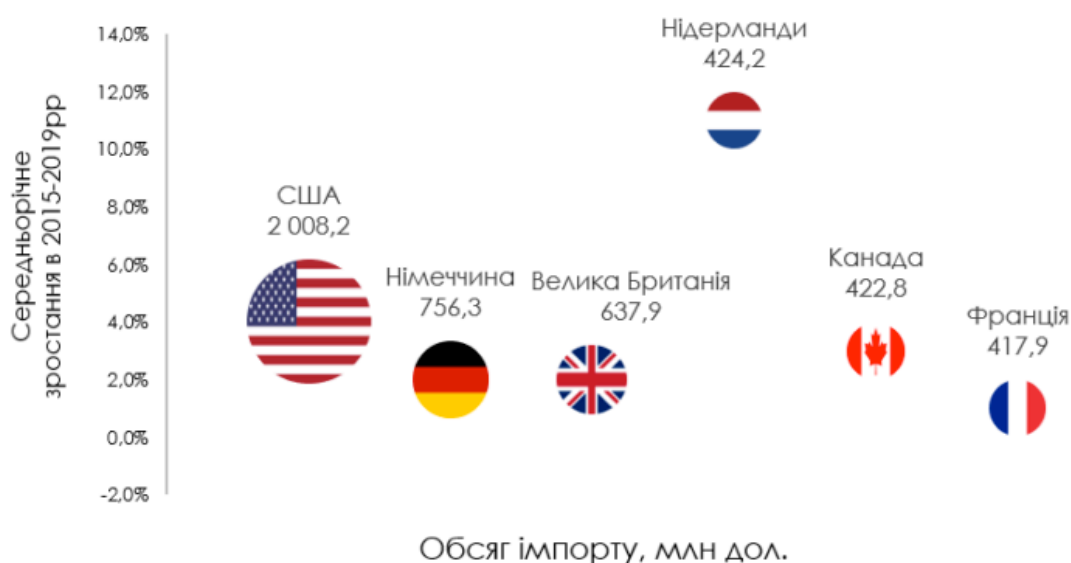 Середньорічне
зростання в 2015-2019рр
14,0%
12,0%
10,0%
8,0%
6,0%
4,0%
2,0%
0,0%
-2,0%
США
2 008,2
Німеччина
756,3
Велика Британія
637,9
Нідерланди
424,2
Канада
422,8
Франція
417,9
Обсяг імпорту, млн дол.